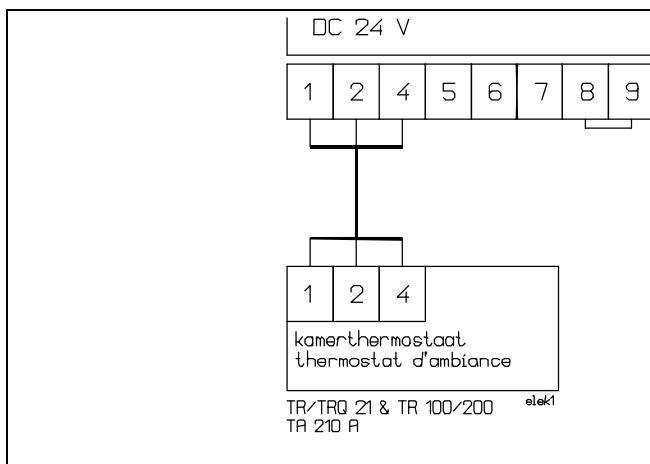 DC 24 V
1 2 4 5 6 7 8 9
1 2 4
kamerthermostaat
thermostat d'ambiance
TR/TRQ 21 & TR 100/200
elek1
TA 210 A